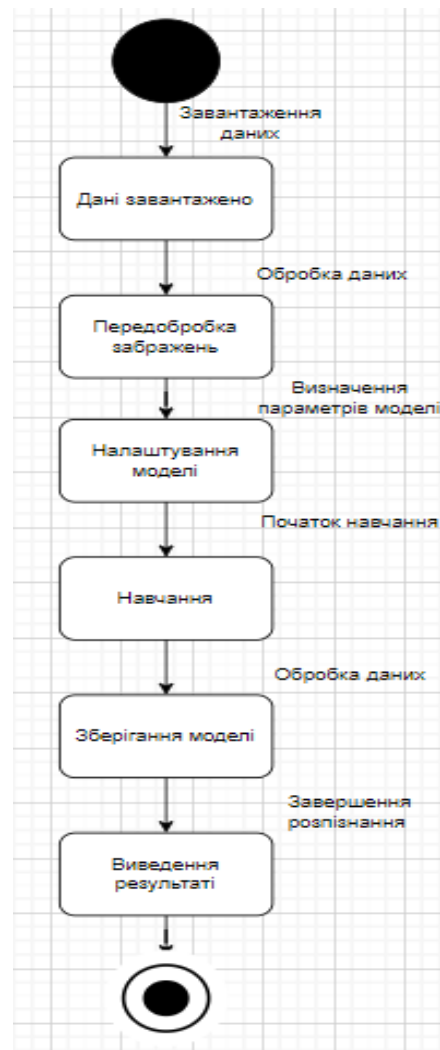 Завантаження
даних
Дані завантажено
Обробка даних
Передобробка
забражень
Визначення
параметрів моделі
Налаштування
моделі
Початок навчання
Навчання
Обробка даних
Зберігання моделі
Завершення
розпізнання
Виведення
результаті